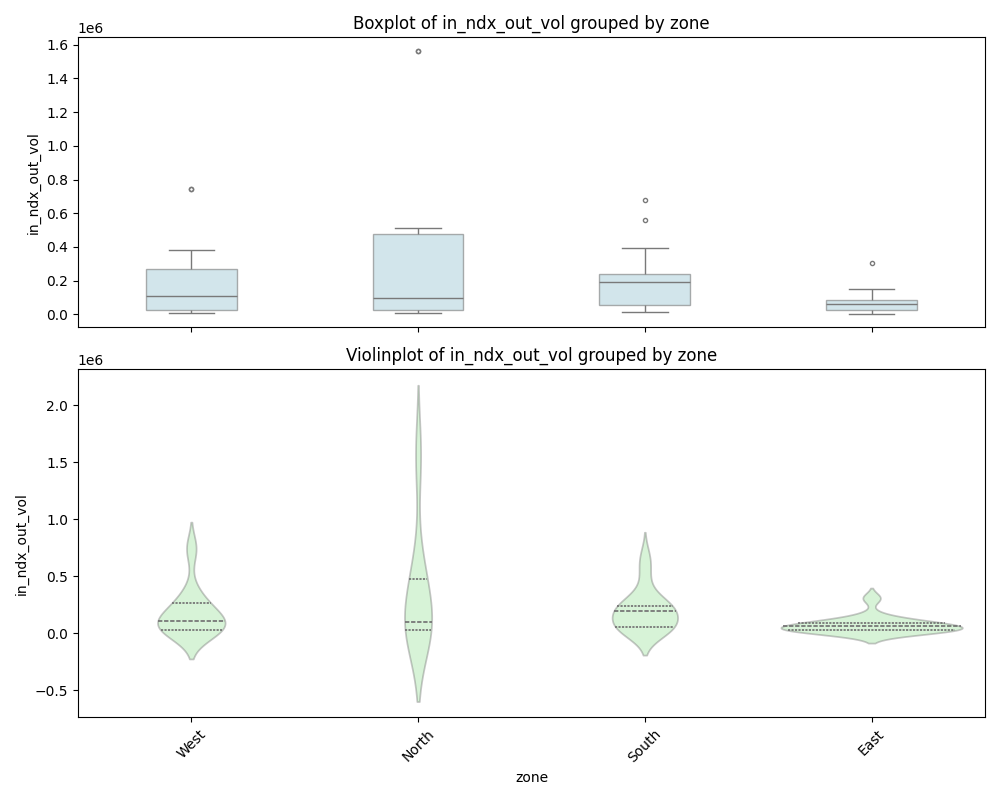 Boxplot of in_ndx_out_vol grouped by zone
1e6
1.6
1.4
1.2
1.0
0.8
0.6
0.4
0.2
0.0
in_ndx_out_vol
Violinplot of in_ndx_out_vol grouped by zone
1e6
2.0
1.5
1.0
0.5
0.0
−0.5
in_ndx_out_vol
West
North
South
East
zone